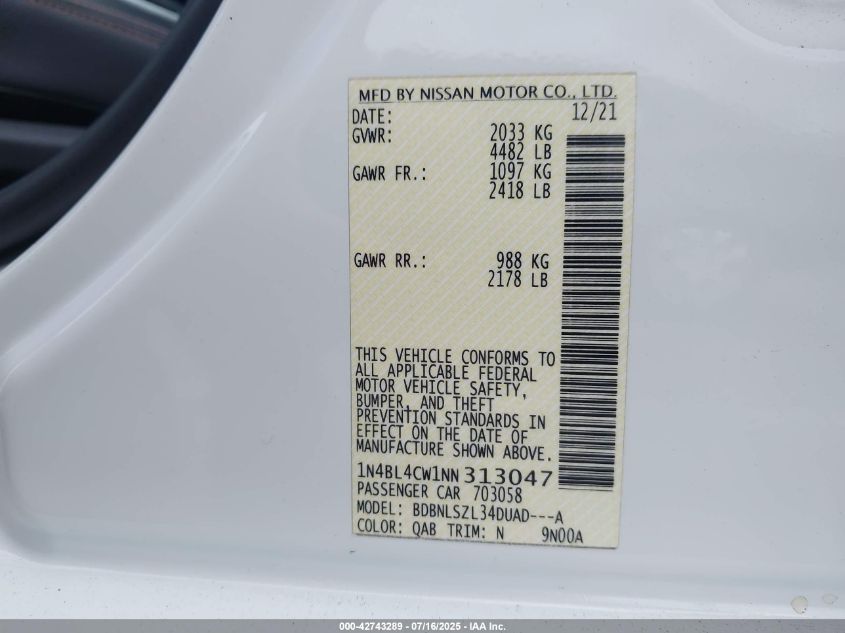 MFD BY NISSAN MOTOR CO., LTD.
DATE: 12/21
GVWR: 2033 KG
4482 LB
GAWR FR.: 1097 KG
2418 LB
GAWR RR.: 988 KG
2178 LB
THIS VEHICLE CONFORMS TO
ALL APPLICABLE FEDERAL
MOTOR VEHICLE SAFETY,
BUMPER, AND THEFT
PREVENTION STANDARDS IN
EFFECT ON THE DATE OF
MANUFACTURE SHOWN ABOVE.
1N4BL4CW1NN313047
PASSENGER CAR 703058
MODEL: BDBNLSZL34DUAD---A
COLOR: QAB TRIM: N 9N00A
000-42743289 - 07/16/2025 - IAA Inc.